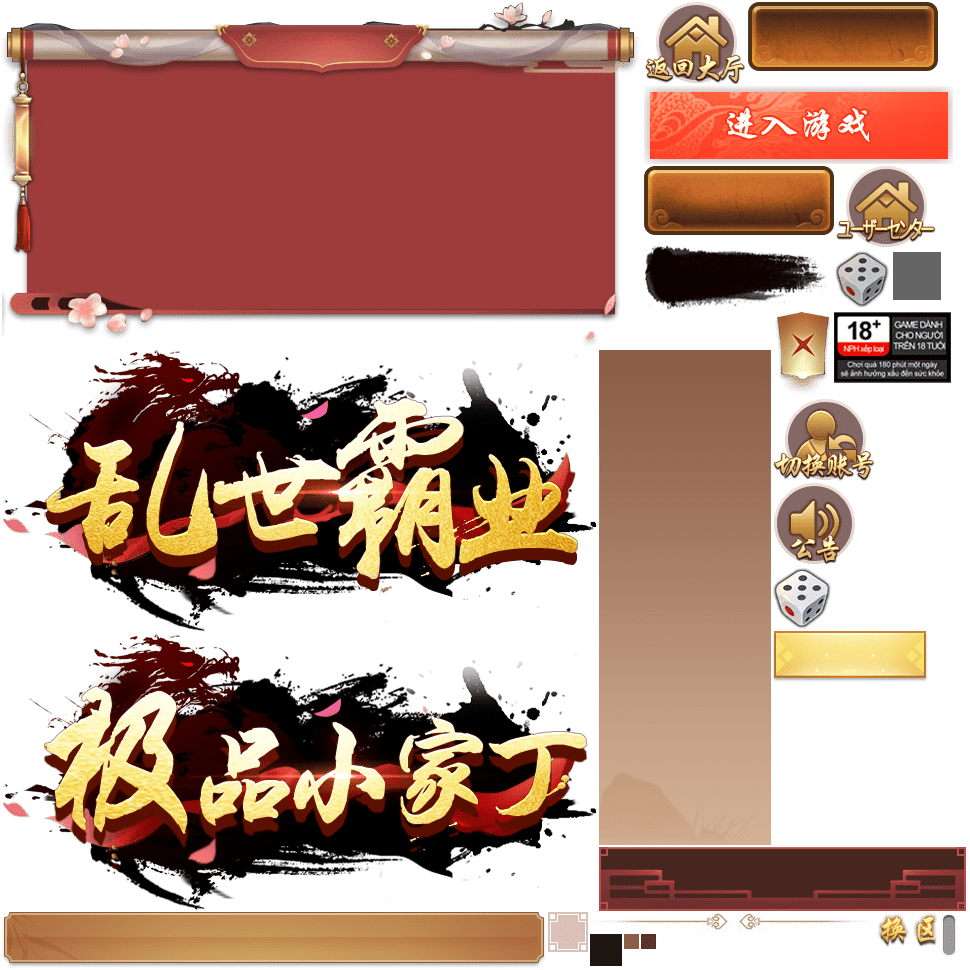 返回大厅
进入游戏
ユーザーセンター
18+
NPH xếp loại
GAME DÀNH
CHO NGƯỜI
TRÊN 18 TUỔI
Chơi quá 180 phút một ngày
sẽ ảnh hưởng xấu đến sức khỏe
切换账号
乱世霸业
公告
极品小家丁
换区